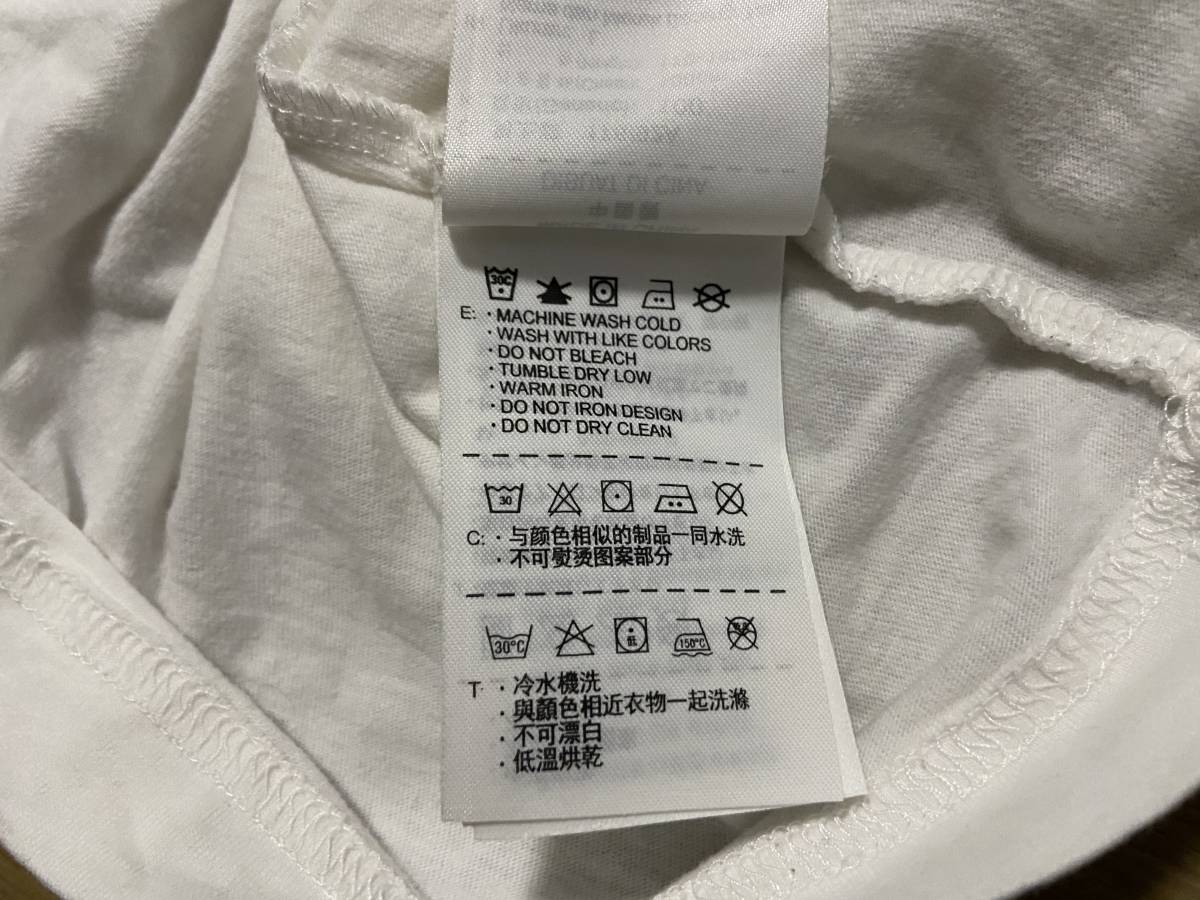 30C
E: · MACHINE WASH COLD
· WASH WITH LIKE COLORS
· DO NOT BLEACH
· TUMBLE DRY LOW
· WARM IRON
· DO NOT IRON DESIGN
· DO NOT DRY CLEAN
30
C: · 与颜色相似的制品一同水洗
· 不可熨烫图案部分
30°C 低 150°C
T· · 冷水機洗
· 與顏色相近衣物一起洗滌
· 不可漂白
· 低溫烘乾